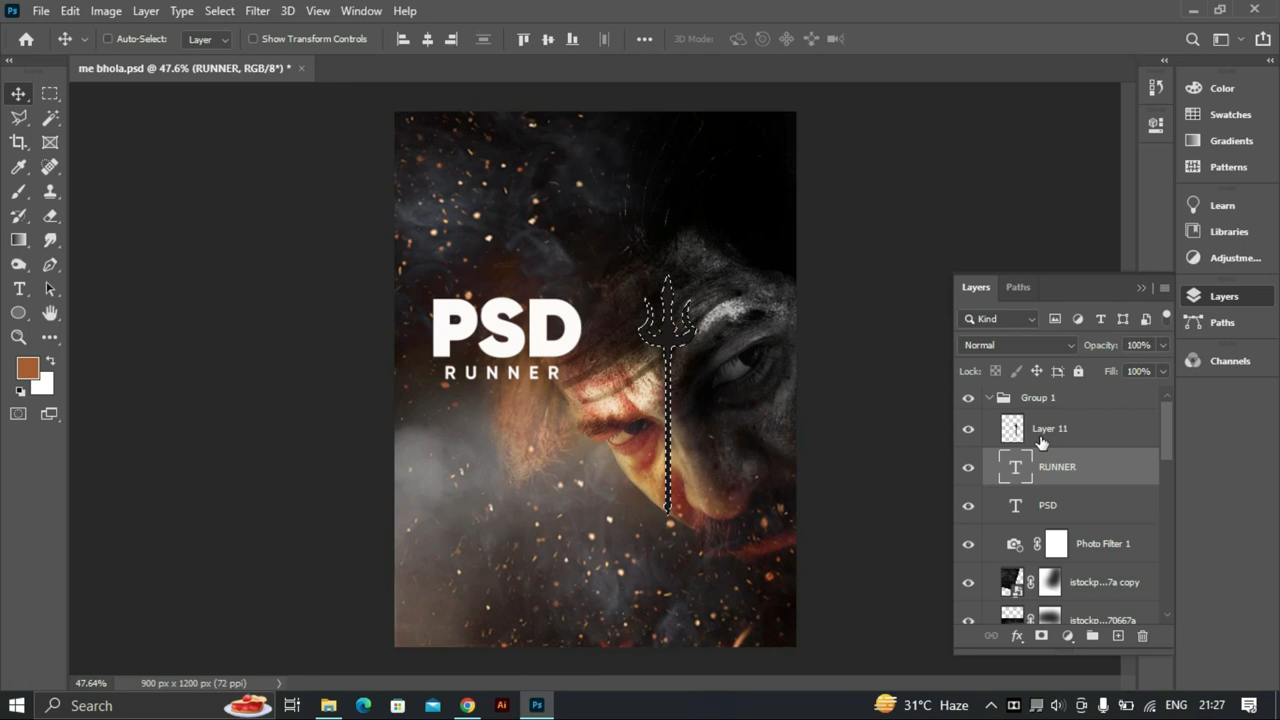 Ps File Edit Image Layer Type Select Filter 3D View Window Help
Auto-Select: Layer Show Transform Controls 3D Mode:
me bhola.psd @ 47.6% (RUNNER, RGB/8*) *
Color
Swatches
Gradients
Patterns
Learn
Libraries
Adjustme...
Layers
Paths
Channels
PSD
RUNNER
Layers Paths
Kind
Normal Opacity: 100%
Lock: Fill: 100%
Group 1
Layer 11
T RUNNER
T PSD
Photo Filter 1
istockp...7a copy
istockp...70667a
fx
47.64% 900 px x 1200 px (72 ppi)
Search Ai Ps 31°C Haze ENG 21:27